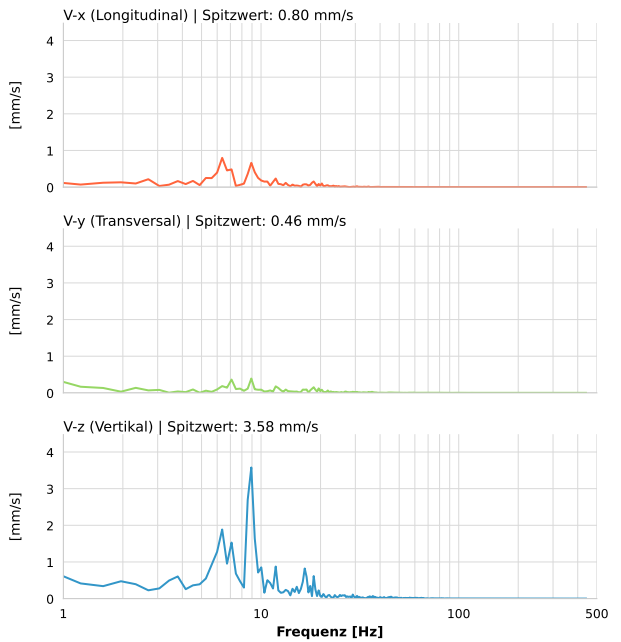 V-x (Longitudinal) | Spitzwert: 0.80 mm/s
4
3
2
1
0
[mm/s]
V-y (Transversal) | Spitzwert: 0.46 mm/s
4
3
2
1
0
[mm/s]
V-z (Vertikal) | Spitzwert: 3.58 mm/s
4
3
2
1
0
[mm/s]
1 10 100 500
Frequenz [Hz]